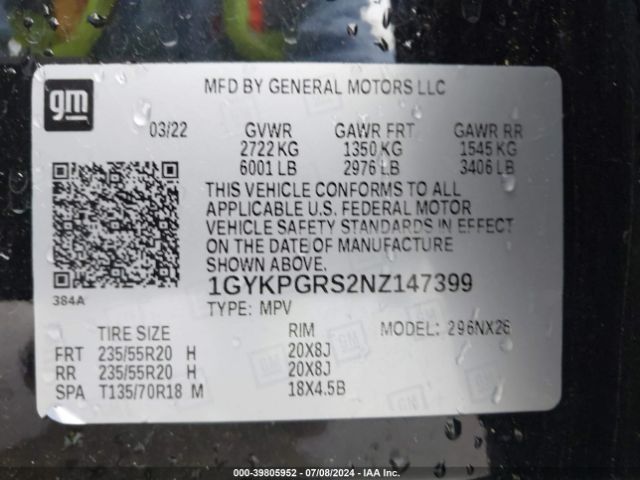 MFD BY GENERAL MOTORS LLC
gm
03/22 GVWR GAWR FRT GAWR RR
2722 KG 1350 KG 1545 KG
6001 LB 2976 LB 3406 LB
THIS VEHICLE CONFORMS TO ALL
APPLICABLE U.S. FEDERAL MOTOR
VEHICLE SAFETY STANDARDS IN EFFECT
ON THE DATE OF MANUFACTURE
SHOWN ABOVE.
1GYKPGRS2NZ147399
384A
TYPE: MPV
TIRE SIZE RIM MODEL: 296NX26
FRT 235/55R20 H 20X8J
RR 235/55R20 H 20X8J
SPA T135/70R18 M 18X4.5B
000-39805952 - 07/08/2024 - IAA Inc.